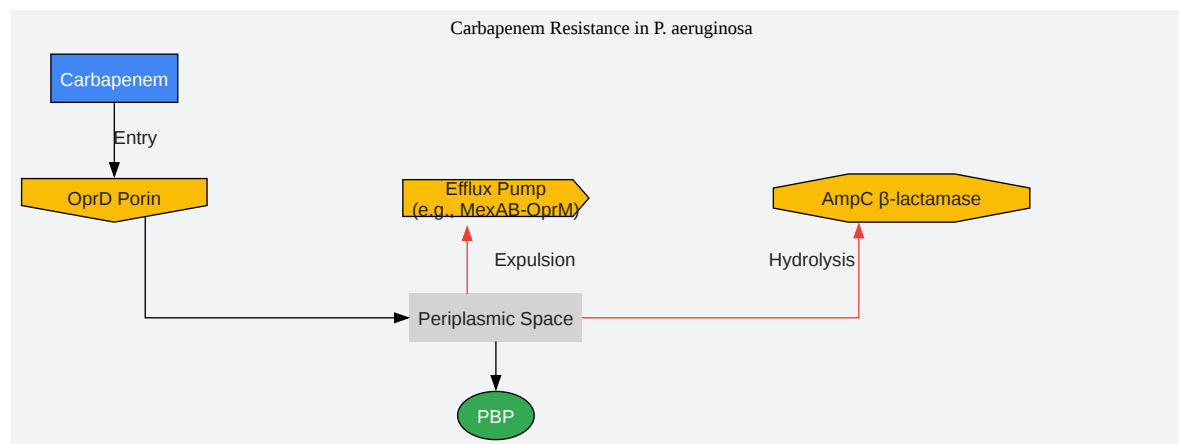 Carbapenem Resistance in P. aeruginosa
Carbapenem
Entry
OprD Porin
Efflux Pump
(e.g., MexAB-OprM)
AmpC β-lactamase
Expulsion
Hydrolysis
Periplasmic Space
PBP